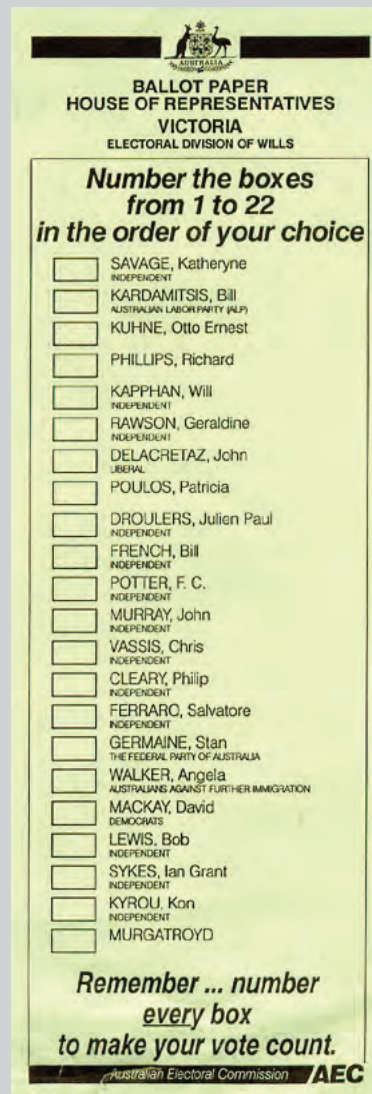 AUSTRALIA
BALLOT PAPER
HOUSE OF REPRESENTATIVES
VICTORIA
ELECTORAL DIVISION OF WILLS
Number the boxes
from 1 to 22
in the order of your choice
SAVAGE, Katheryne
INDEPENDENT
KARDAMITSIS, Bill
AUSTRALIAN LABOR PARTY (ALP)
KUHNE, Otto Ernest
PHILLIPS, Richard
KAPPHAN, Will
INDEPENDENT
RAWSON, Geraldine
INDEPENDENT
DELACRETAZ, John
LIBERAL
POULOS, Patricia
DROULERS, Julien Paul
INDEPENDENT
FRENCH, Bill
INDEPENDENT
POTTER, F. C.
INDEPENDENT
MURRAY, John
INDEPENDENT
VASSIS, Chris
INDEPENDENT
CLEARY, Philip
INDEPENDENT
FERRARO, Salvatore
INDEPENDENT
GERMAINE, Stan
THE FEDERAL PARTY OF AUSTRALIA
WALKER, Angela
AUSTRALIANS AGAINST FURTHER IMMIGRATION
MACKAY, David
DEMOCRATS
LEWIS, Bob
INDEPENDENT
SYKES, Ian Grant
INDEPENDENT
KYROU, Kon
INDEPENDENT
MURGATROYD
Remember ... number
every box
to make your vote count.
Australian Electoral Commission AEC